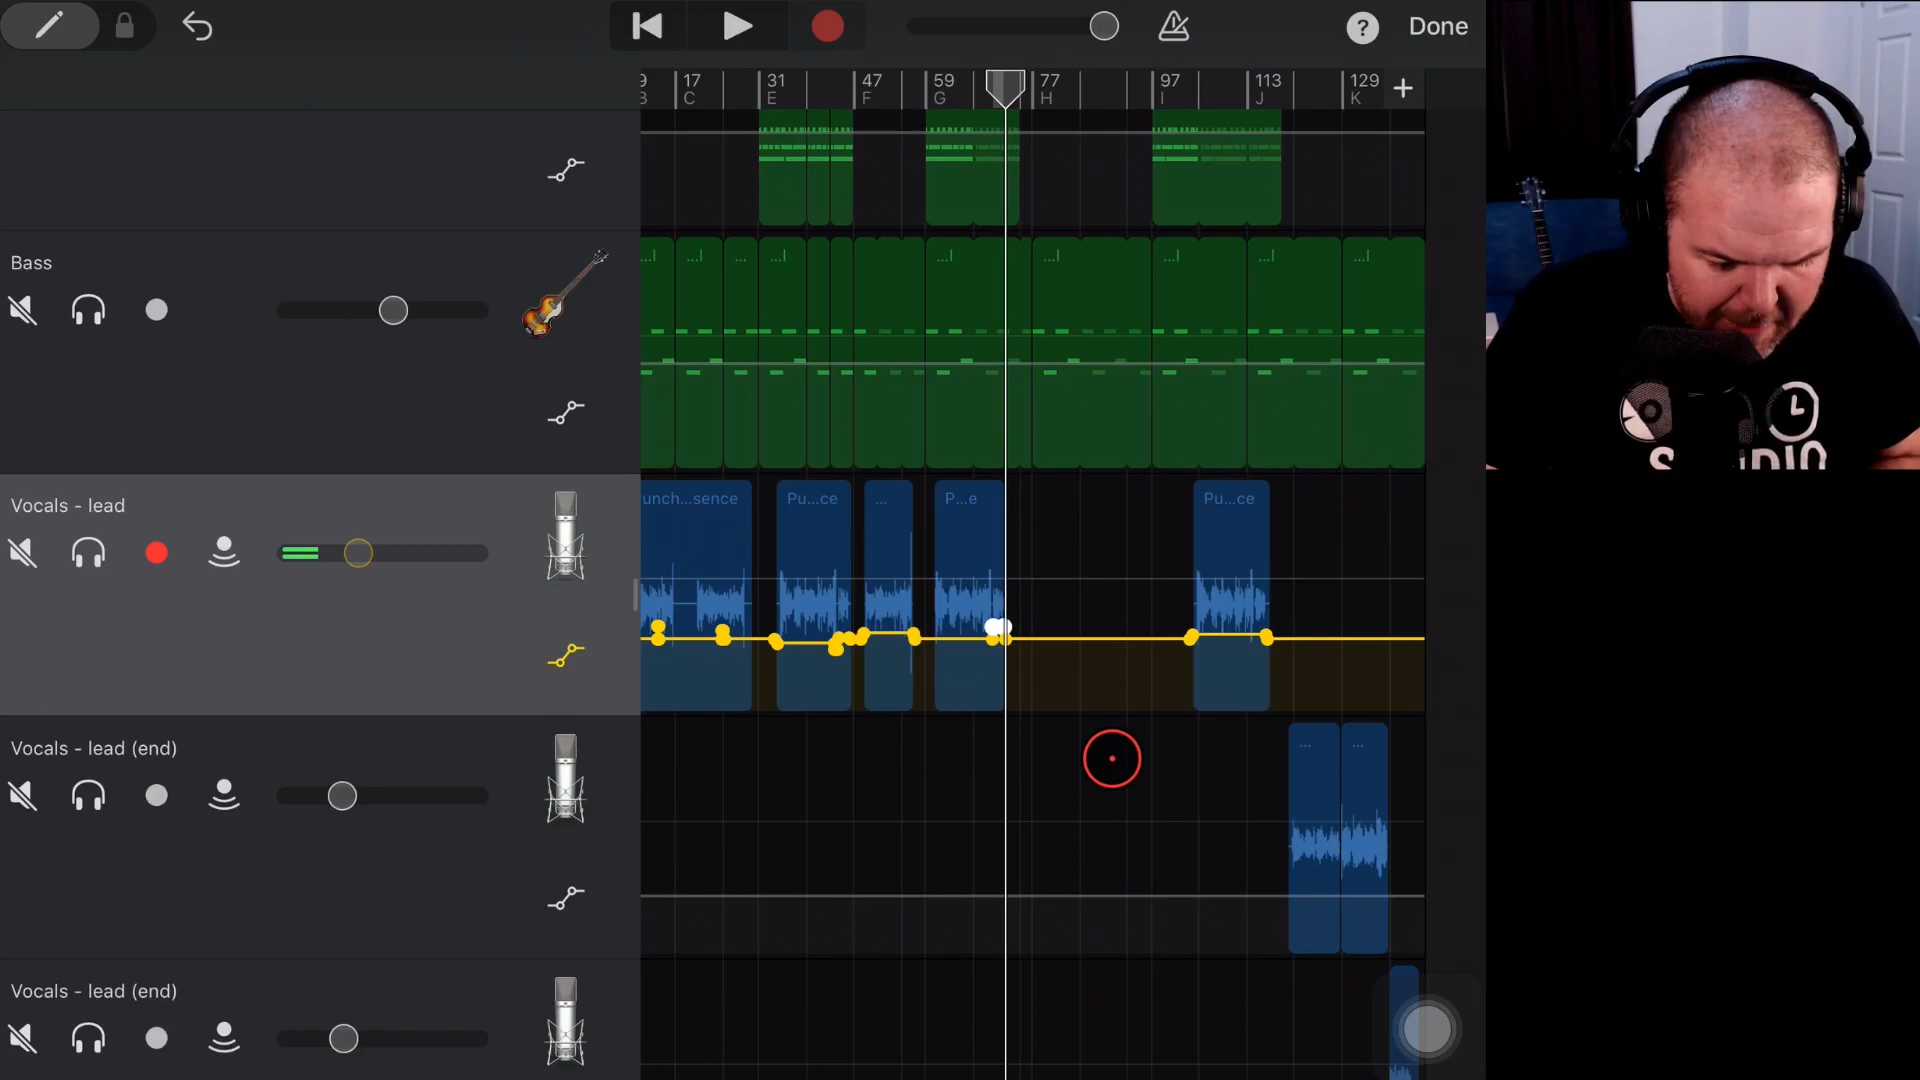 Done
9 17 31 47 59 77 97 113 129
B C E F G H I J K
Bass
...l ...l ... ...l ...l ...l ...l ...l ...l
Vocals - lead
unch...sence Pu...ce ... P...e Pu...ce
Vocals - lead (end)
... ...
Vocals - lead (end)